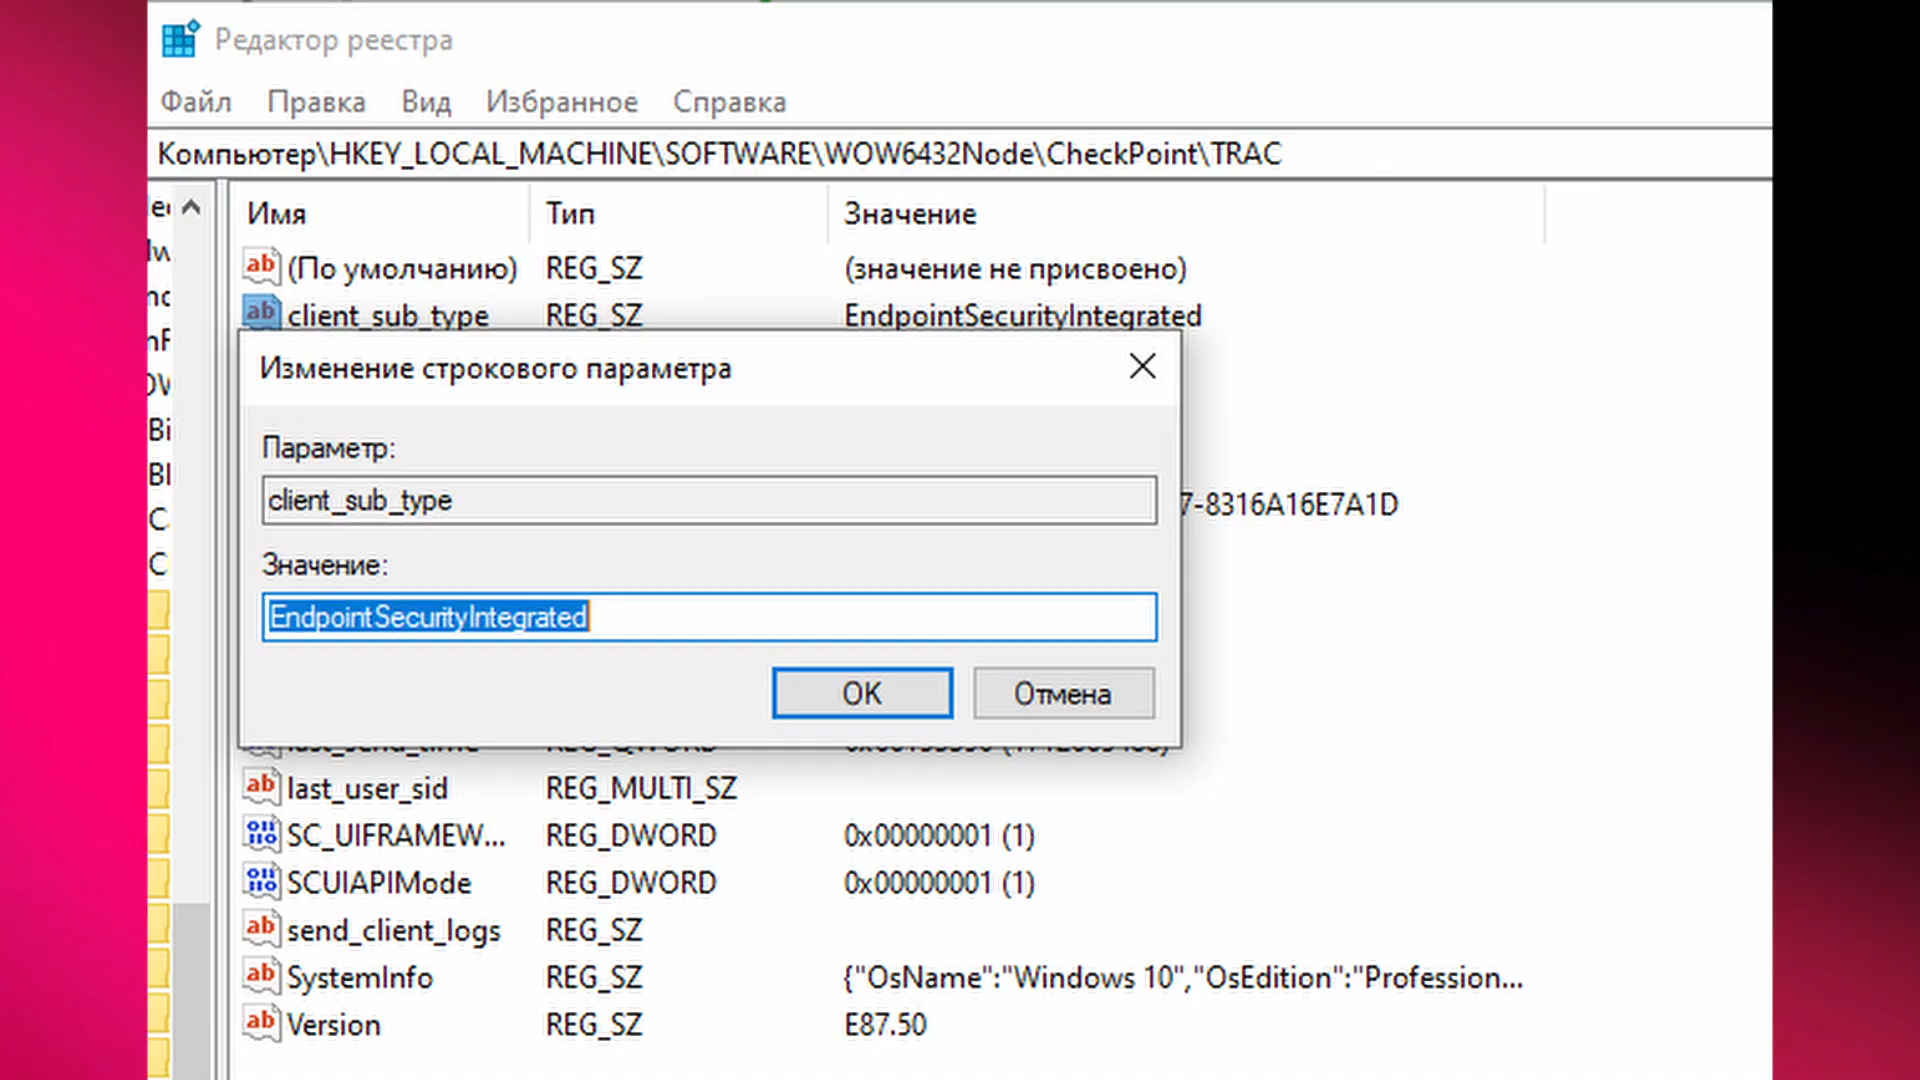 Редактор реестра
Файл Правка Вид Избранное Справка
Компьютер\HKEY_LOCAL_MACHINE\SOFTWARE\WOW6432Node\CheckPoint\TRAC
Имя Тип Значение
(По умолчанию) REG_SZ (значение не присвоено)
client_sub_type REG_SZ EndpointSecurityIntegrated
Изменение строкового параметра
Параметр:
client_sub_type
7-8316A16E7A1D
Значение:
EndpointSecurityIntegrated
OK Отмена
last_send_time REG_QWORD
last_user_sid REG_MULTI_SZ
SC_UIFRAMEW... REG_DWORD 0x00000001 (1)
SCUIAPIMode REG_DWORD 0x00000001 (1)
send_client_logs REG_SZ
SystemInfo REG_SZ {"OsName":"Windows 10","OsEdition":"Profession...
Version REG_SZ E87.50